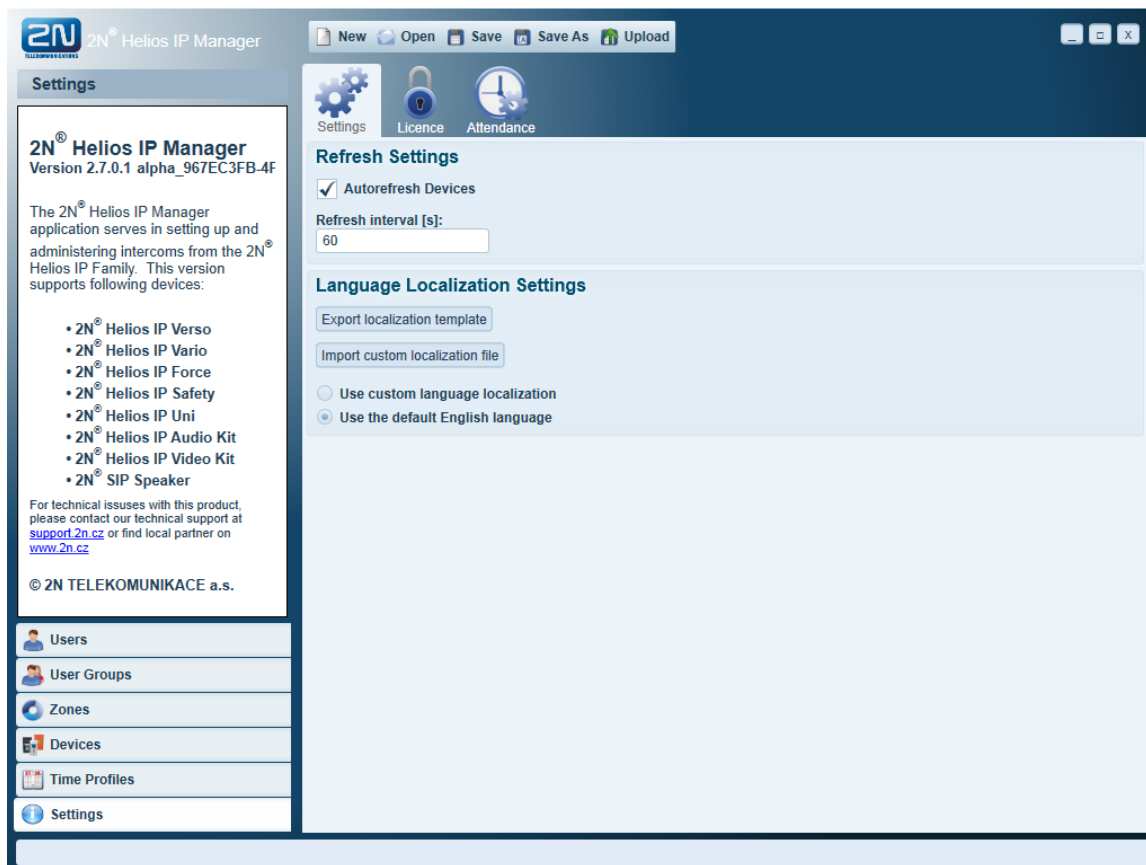 2N
TELEKOMUNIKACE
2N® Helios IP Manager
New Open Save Save As Upload
Settings
Settings Licence Attendance
2N® Helios IP Manager
Version 2.7.0.1 alpha_967EC3FB-4F
The 2N® Helios IP Manager
application serves in setting up and
administering intercoms from the 2N®
Helios IP Family. This version
supports following devices:
• 2N® Helios IP Verso
• 2N® Helios IP Vario
• 2N® Helios IP Force
• 2N® Helios IP Safety
• 2N® Helios IP Uni
• 2N® Helios IP Audio Kit
• 2N® Helios IP Video Kit
• 2N® SIP Speaker
For technical issuses with this product,
please contact our technical support at
support.2n.cz or find local partner on
www.2n.cz
© 2N TELEKOMUNIKACE a.s.
Users
User Groups
Zones
Devices
Time Profiles
Settings
Refresh Settings
Autorefresh Devices
Refresh interval [s]:
60
Language Localization Settings
Export localization template
Import custom localization file
Use custom language localization
Use the default English language